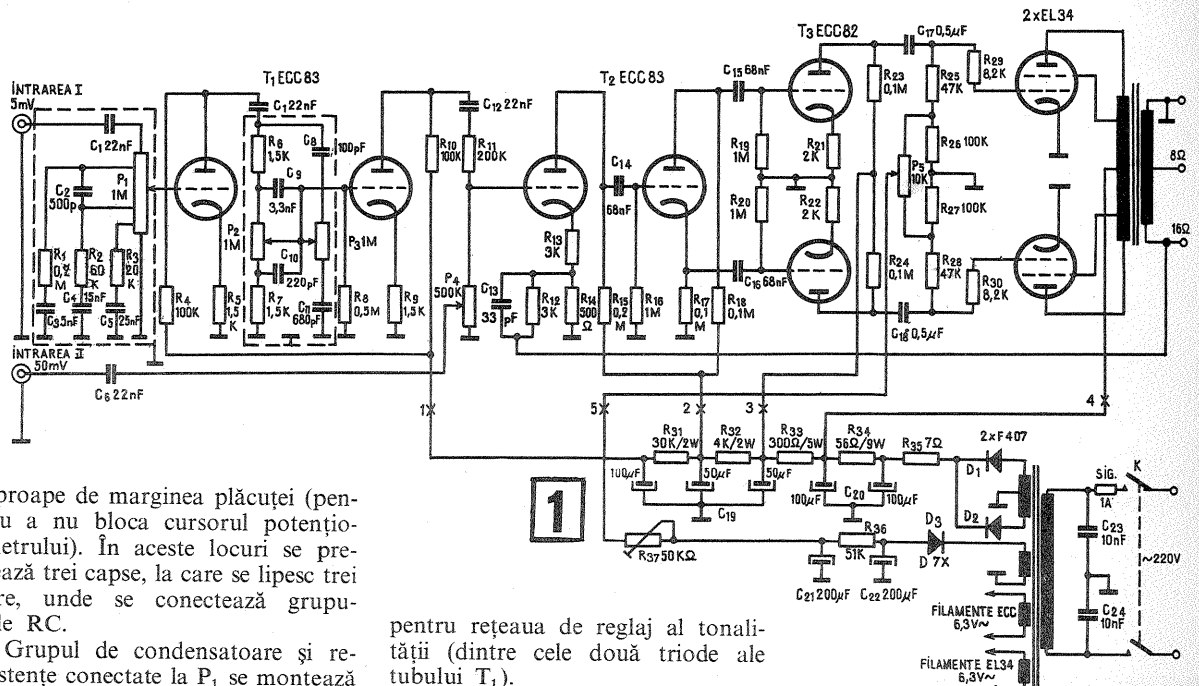 2xEL34
T₃ ECC82
C₁₇ 0,5µF
INTRAREA I
5mV
T₁ ECC83
T₂ ECC83
C₁ 22nF
C₁ 22nF
C₁₂ 22nF
C₁₅ 68nF
R₂₃
0,1M
R₂₅
47K
R₂₉
8,2K
P₁
1M
C₂
500p
R₆
1,5K
C₈
100pF
R₁₀
100K
R₁₁
200K
C₉
3,3nF
C₁₄
68nF
R₁₉
1M
R₂₁
2K
R₂₆ 100K
P₅
10K
8Ω
P₂
1M
P₃ 1M
R₂₀
1M
R₂₂
2K
R₂₇ 100K
16Ω
R₁₃
3K
R₁
R₂
R₃
20
K
C₁₀
220pF
C₄ 15nF
C₃ 5nF
C₅ 25nF
R₄
100K
R₅
1,5
K
R₇
1,5K
C₁₁
680pF
R₈
0,5M
R₉
1,5K
P₄
500K
C₁₃
33 pF
R₁₂
3K
R₁₄
500
Ω
R₁₅
0,2
M
R₁₆
1M
R₁₇
0,1
M
R₁₈
0,1M
C₁₆ 68nF
R₂₄
0,1M
R₂₈
47K
R₃₀
8,2K
C₁₈ 0,5µF
INTRAREA II
50mV
C₆ 22nF
1
5
2
3
4
R₃₁
30K/2W
R₃₂
4K/2W
R₃₃
300Ω/5W
R₃₄
56Ω/9W
R₃₅ 7Ω
2xF407
D₁
D₂
100µF
50µF
50µF
100µF
100µF
C₁₉
C₂₀
SIG.
1A
K
1
R₃₇ 50KΩ
R₃₆
51K
D₃
D 7X
C₂₁ 200µF
C₂₂ 200µF
C₂₃
10nF
~220V
C₂₄
10nF
FILAMENTE ECC
6,3V~
FILAMENTE EL34
6,3V~
proape de marginea plăcuței (pen-
u a nu bloca cursorul potențio-
etrului). În aceste locuri se pre-
ează trei capse, la care se lipesc trei
re, unde se conectează grupu-
le RC.
Grupul de condensatoare și re-
stențe conectate la P₁ se montează
pentru rețeaua de reglaj al tonali-
tății (dintre cele două triode ale
tubului T₁).